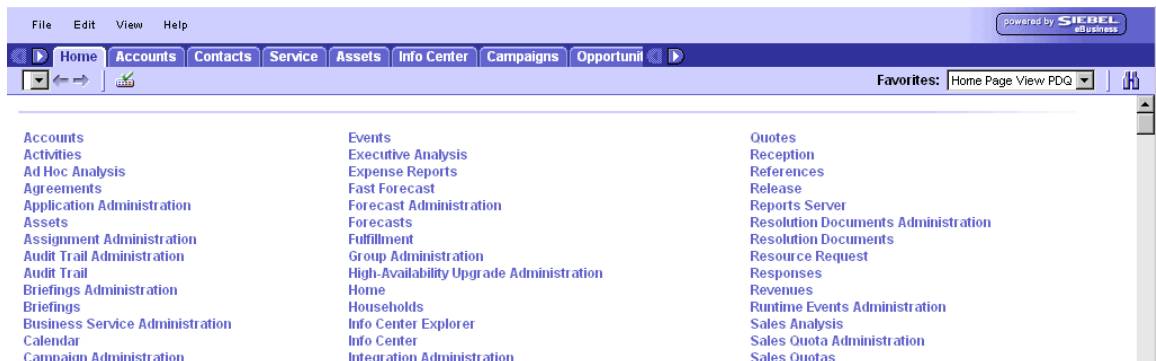 File Edit View Help
powered by SIEBEL eBusiness
Home Accounts Contacts Service Assets Info Center Campaigns Opportunit
Favorites: Home Page View PDQ
Accounts Events Quotes
Activities Executive Analysis Reception
Ad Hoc Analysis Expense Reports References
Agreements Fast Forecast Release
Application Administration Forecast Administration Reports Server
Assets Forecasts Resolution Documents Administration
Assignment Administration Fulfillment Resolution Documents
Audit Trail Administration Group Administration Resource Request
Audit Trail High-Availability Upgrade Administration Responses
Briefings Administration Home Revenues
Briefings Households Runtime Events Administration
Business Service Administration Info Center Explorer Sales Analysis
Calendar Info Center Sales Quota Administration
Campaign Administration Integration Administration Sales Quotas